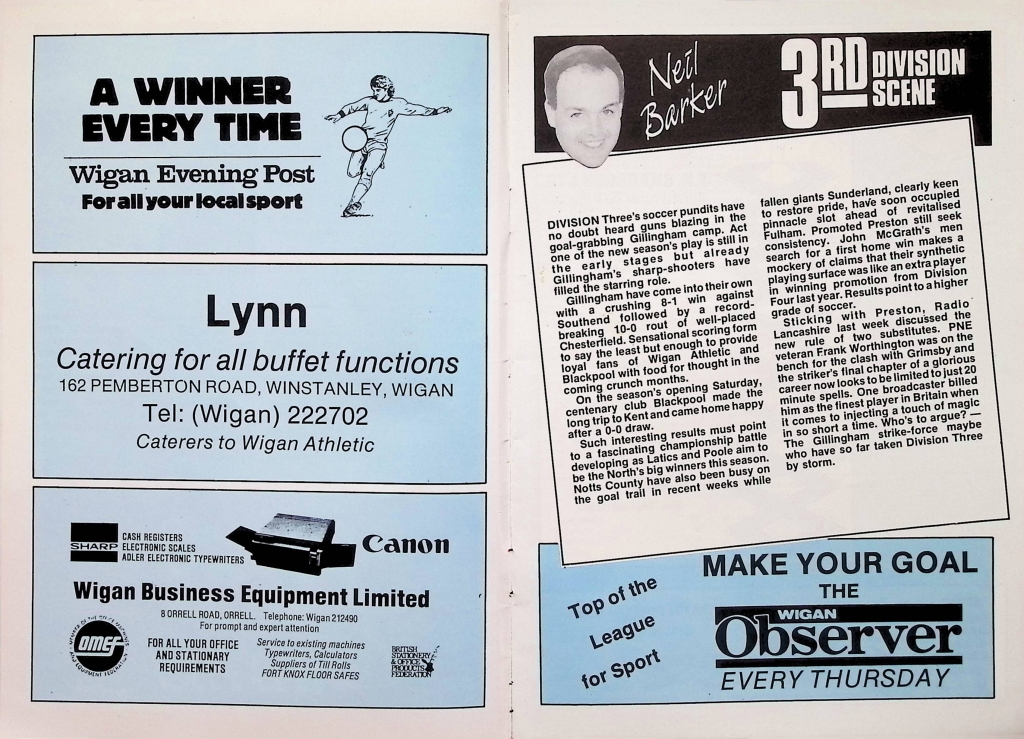 A WINNER
EVERY TIME
Wigan Evening Post
For all your local sport
Lynn
Catering for all buffet functions
162 PEMBERTON ROAD, WINSTANLEY, WIGAN
Tel: (Wigan) 222702
Caterers to Wigan Athletic
SHARP
CASH REGISTERS
ELECTRONIC SCALES
ADLER ELECTRONIC TYPEWRITERS
Canon
Wigan Business Equipment Limited
8 ORRELL ROAD, ORRELL. Telephone: Wigan 212490
For prompt and expert attention
OMEF
FOR ALL YOUR OFFICE
AND STATIONARY
REQUIREMENTS
Service to existing machines
Typewriters, Calculators
Suppliers of Till Rolls
FORT KNOX FLOOR SAFES
BRITISH
STATIONERY
& OFFICE
PRODUCTS
FEDERATION
Neil
Barker
3RD DIVISION
SCENE
DIVISION Three's soccer pundits have
no doubt heard guns blazing in the
goal-grabbing Gillingham camp. Act
one of the new season's play is still in
the early stages but already
Gillingham's sharp-shooters have
filled the starring role.
Gillingham have come into their own
with a crushing 8-1 win against
Southend followed by a record-
breaking 10-0 rout of well-placed
Chesterfield. Sensational scoring form
to say the least but enough to provide
loyal fans of Wigan Athletic and
Blackpool with food for thought in the
coming crunch months.
On the season's opening Saturday,
centenary club Blackpool made the
long trip to Kent and came home happy
after a 0-0 draw.
Such interesting results must point
to a fascinating championship battle
developing as Latics and Poole aim to
be the North's big winners this season.
Notts County have also been busy on
the goal trail in recent weeks while
fallen giants Sunderland, clearly keen
to restore pride, have soon occupied
pinnacle slot ahead of revitalised
Fulham. Promoted Preston still seek
consistency. John McGrath's men
search for a first home win makes a
mockery of claims that their synthetic
playing surface was like an extra player
in winning promotion from Division
Four last year. Results point to a higher
grade of soccer.
Sticking with Preston, Radio
Lancashire last week discussed the
new rule of two substitutes. PNE
veteran Frank Worthington was on the
bench for the clash with Grimsby and
the striker's final chapter of a glorious
career now looks to be limited to just 20
minute spells. One broadcaster billed
him as the finest player in Britain when
it comes to injecting a touch of magic
in so short a time. Who's to argue? —
The Gillingham strike-force maybe
who have so far taken Division Three
by storm.
Top of the
League
for Sport
MAKE YOUR GOAL
THE
WIGAN
Observer
EVERY THURSDAY